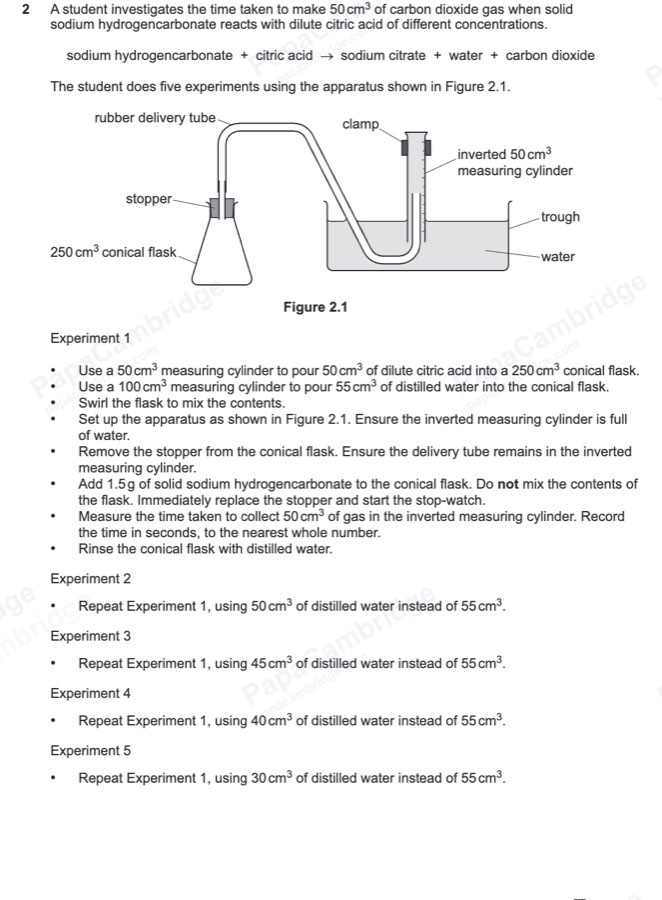 2 A student investigates the time taken to make 50 cm³ of carbon dioxide gas when solid
sodium hydrogencarbonate reacts with dilute citric acid of different concentrations.
sodium hydrogencarbonate + citric acid → sodium citrate + water + carbon dioxide
The student does five experiments using the apparatus shown in Figure 2.1.
rubber delivery tube
clamp
inverted 50 cm³
measuring cylinder
stopper
trough
250 cm³ conical flask
water
Figure 2.1
Experiment 1
• Use a 50 cm³ measuring cylinder to pour 50 cm³ of dilute citric acid into a 250 cm³ conical flask.
• Use a 100 cm³ measuring cylinder to pour 55 cm³ of distilled water into the conical flask.
• Swirl the flask to mix the contents.
• Set up the apparatus as shown in Figure 2.1. Ensure the inverted measuring cylinder is full
of water.
• Remove the stopper from the conical flask. Ensure the delivery tube remains in the inverted
measuring cylinder.
• Add 1.5 g of solid sodium hydrogencarbonate to the conical flask. Do not mix the contents of
the flask. Immediately replace the stopper and start the stop-watch.
• Measure the time taken to collect 50 cm³ of gas in the inverted measuring cylinder. Record
the time in seconds, to the nearest whole number.
• Rinse the conical flask with distilled water.
Experiment 2
• Repeat Experiment 1, using 50 cm³ of distilled water instead of 55 cm³.
Experiment 3
• Repeat Experiment 1, using 45 cm³ of distilled water instead of 55 cm³.
Experiment 4
• Repeat Experiment 1, using 40 cm³ of distilled water instead of 55 cm³.
Experiment 5
• Repeat Experiment 1, using 30 cm³ of distilled water instead of 55 cm³.
PapaCambridge